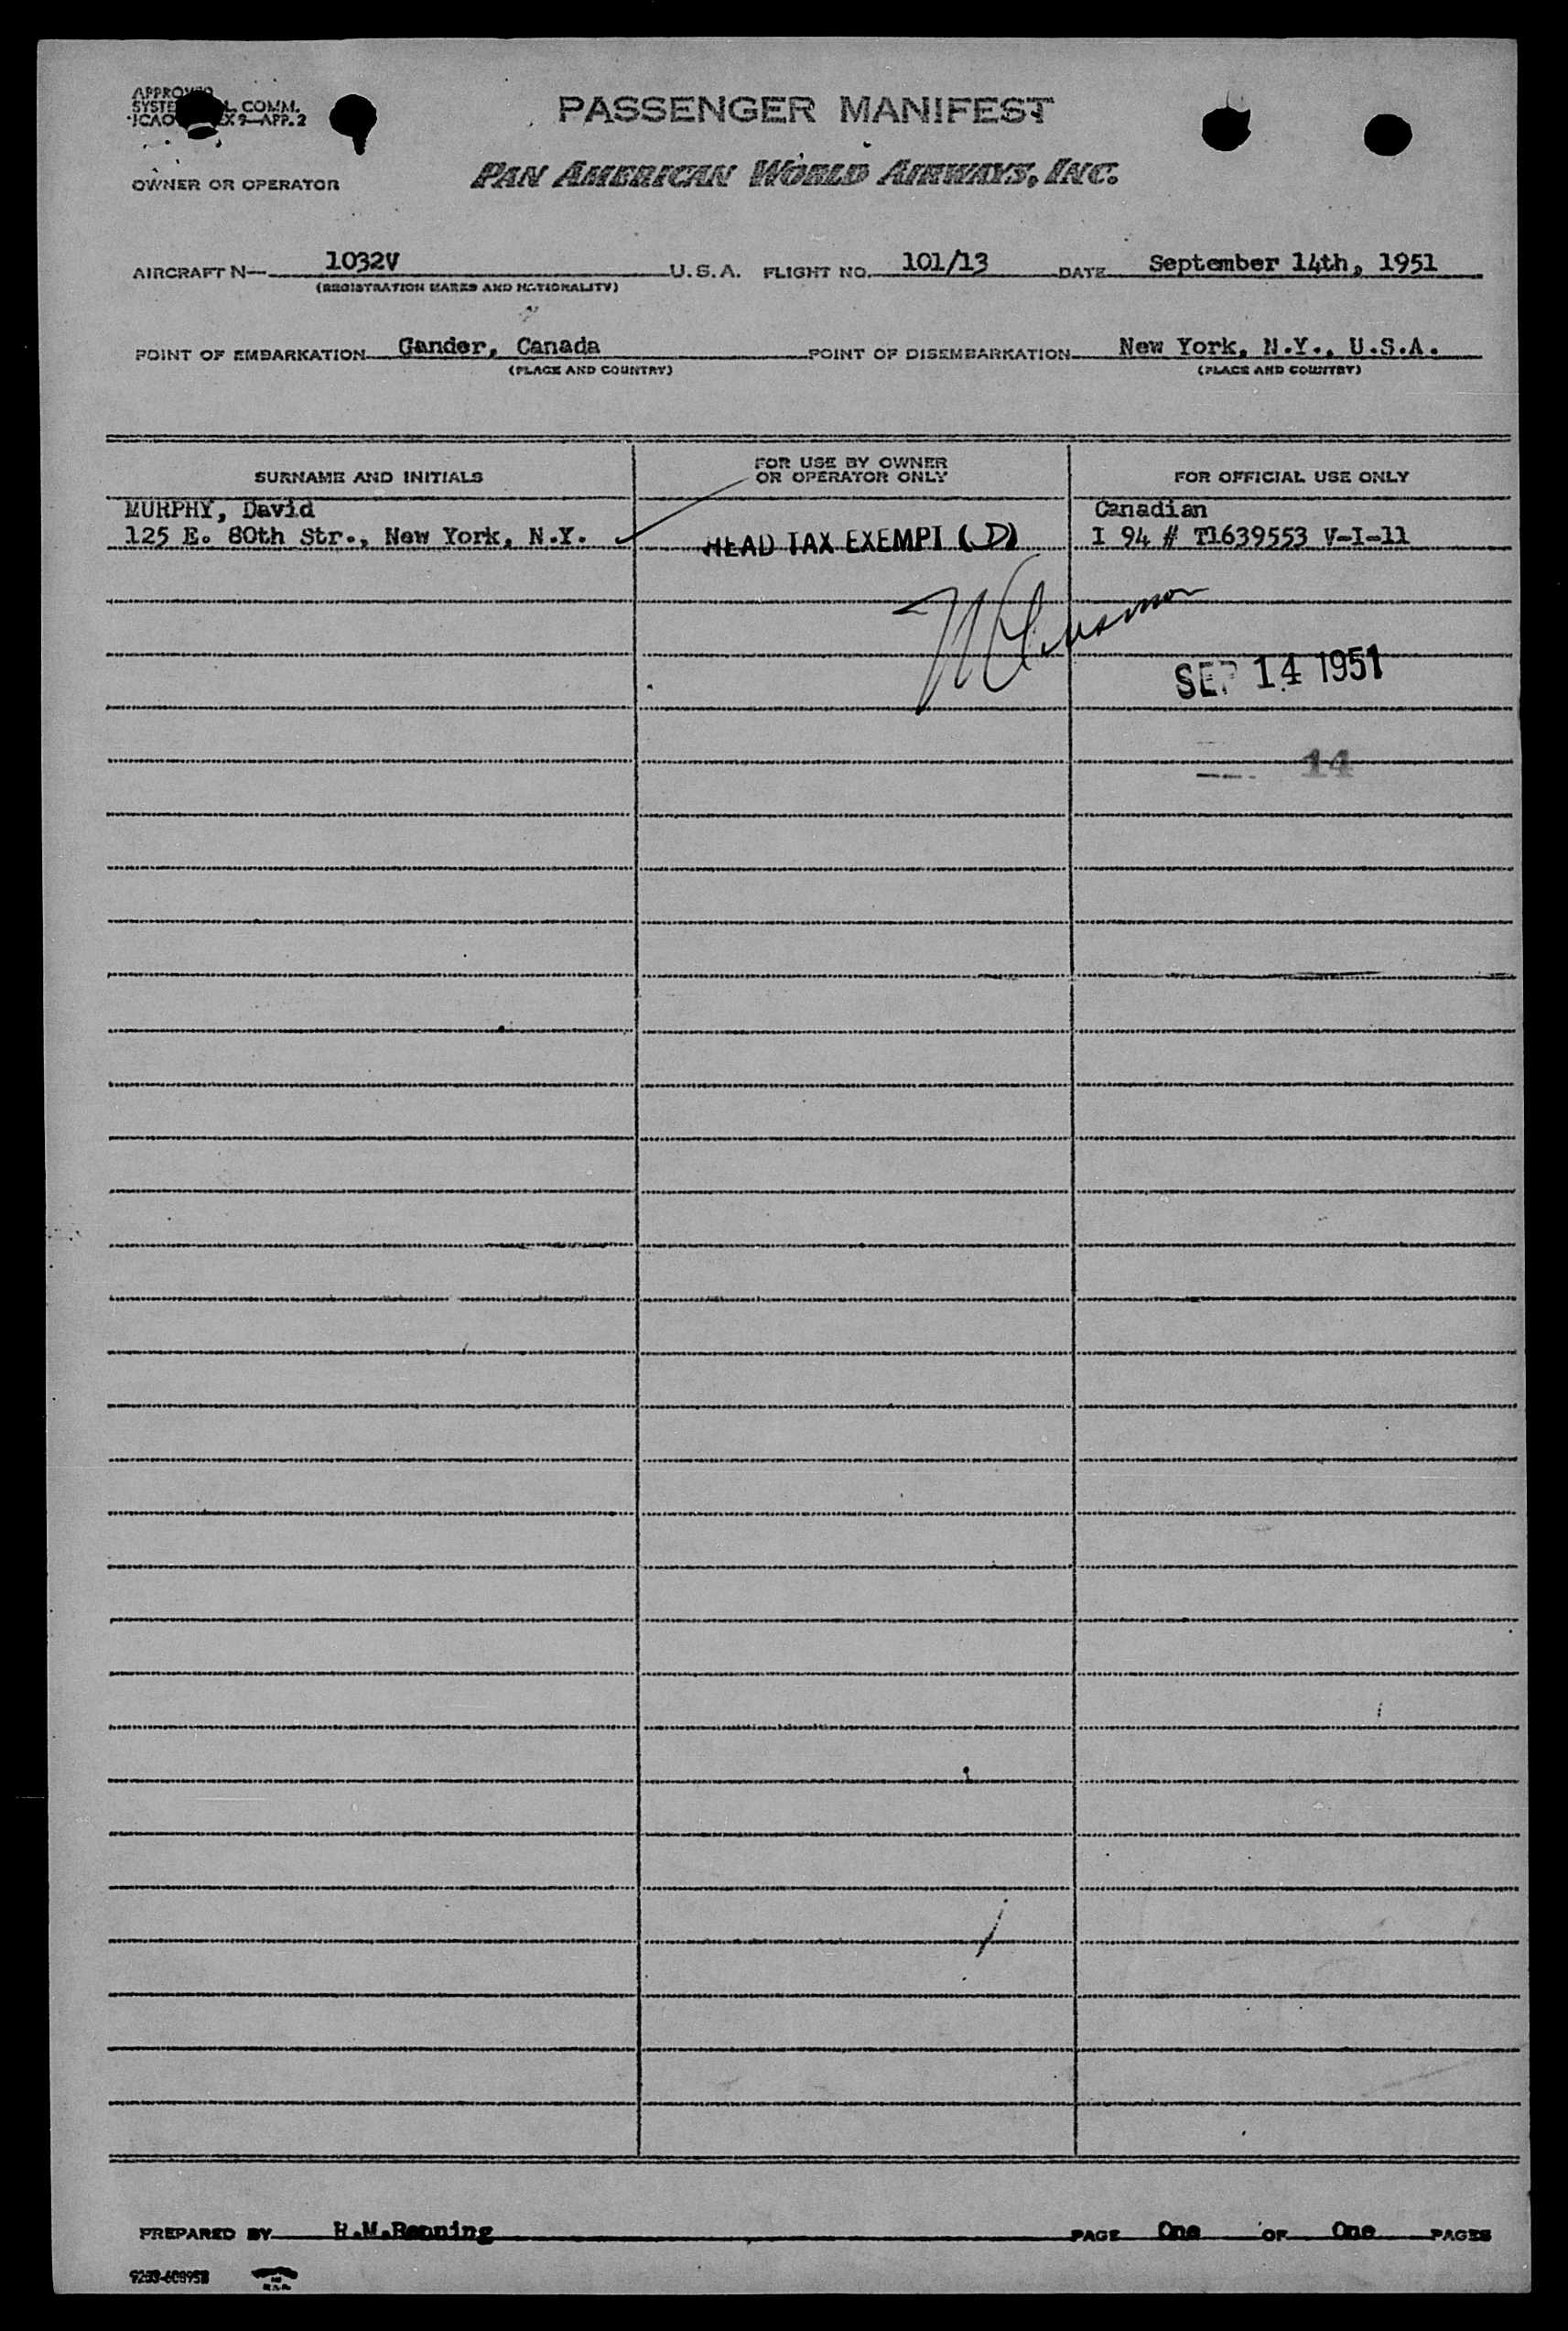 PASSENGER MANIFEST
L. COMM.
9—APP.2
OWNER OR OPERATOR
PAN AMERICAN WORLD AIRWAYS, INC.
AIRCRAFT N— 1032V U.S.A. FLIGHT NO. 101/13 DATE September 14th, 1951
(REGISTRATION MARKS AND NATIONALITY)
POINT OF EMBARKATION Gander, Canada POINT OF DISEMBARKATION New York, N.Y., U.S.A.
(PLACE AND COUNTRY) (PLACE AND COUNTRY)
SURNAME AND INITIALS
FOR USE BY OWNER
OR OPERATOR ONLY
FOR OFFICIAL USE ONLY
MURPHY, David
125 E. 80th Str., New York, N.Y.
HEAD TAX EXEMPT (D)
Canadian
I 94 # T1639553 V-I-11
SEP 14 1951
14
PREPARED BY H.M.Benning PAGE One OF One PAGES